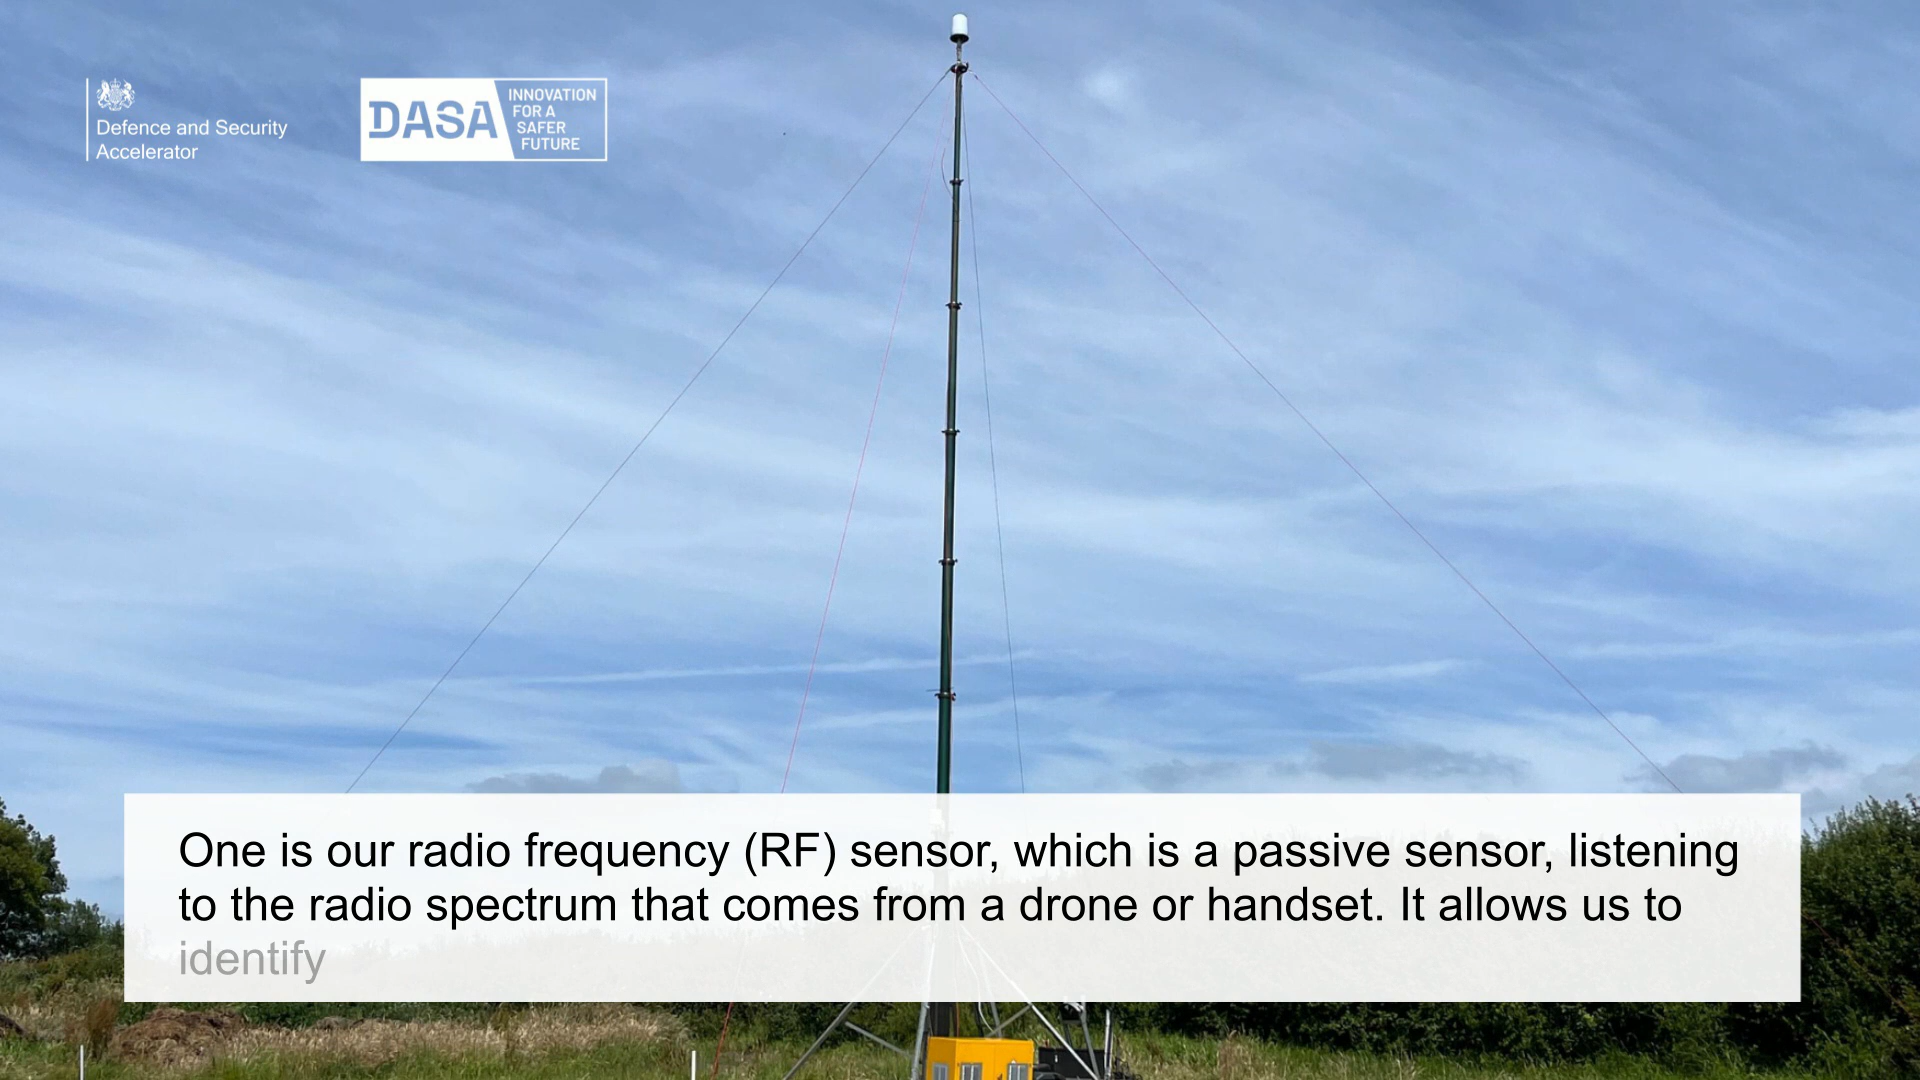 Defence and Security
Accelerator
DASA
INNOVATION
FOR A
SAFER
FUTURE
One is our radio frequency (RF) sensor, which is a passive sensor, listening
to the radio spectrum that comes from a drone or handset. It allows us to
identify